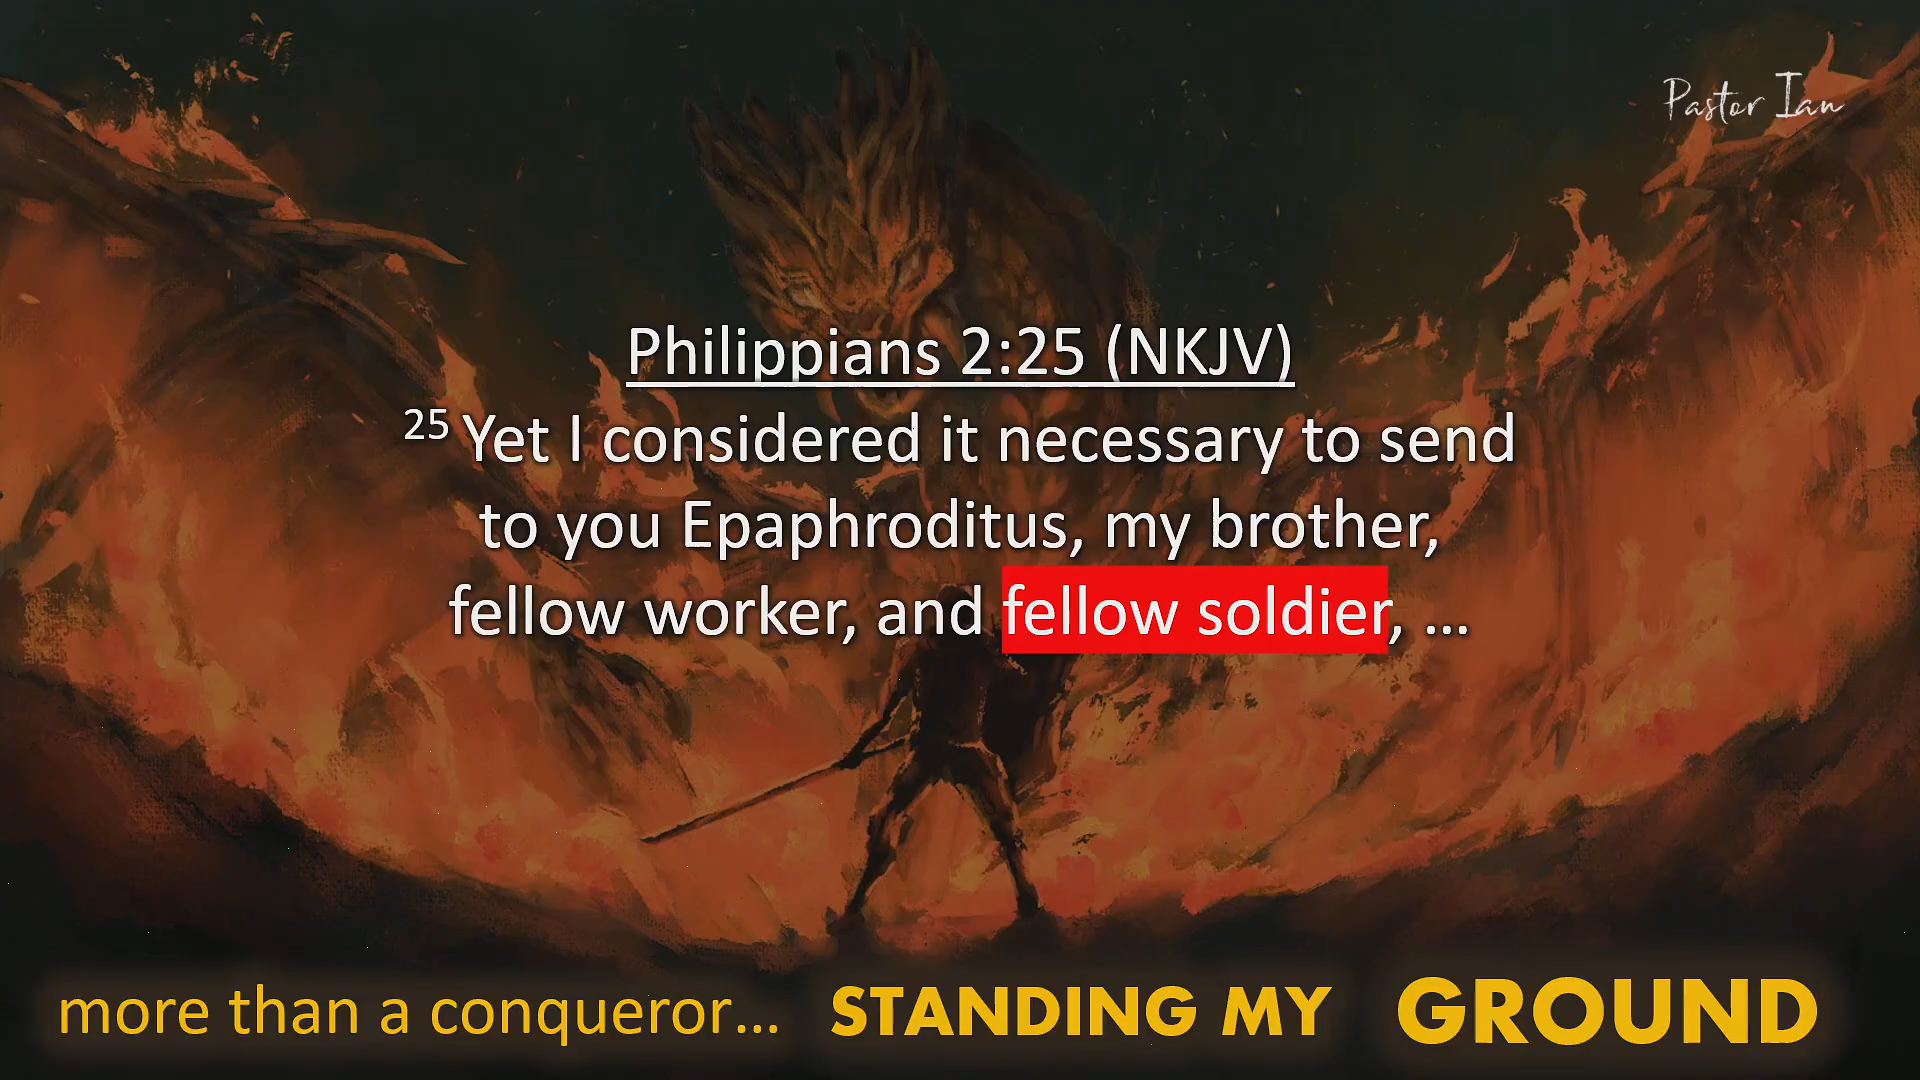 Pastor Ian
Philippians 2:25 (NKJV)
25 Yet I considered it necessary to send
to you Epaphroditus, my brother,
fellow worker, and fellow soldier, ...
more than a conqueror... STANDING MY GROUND